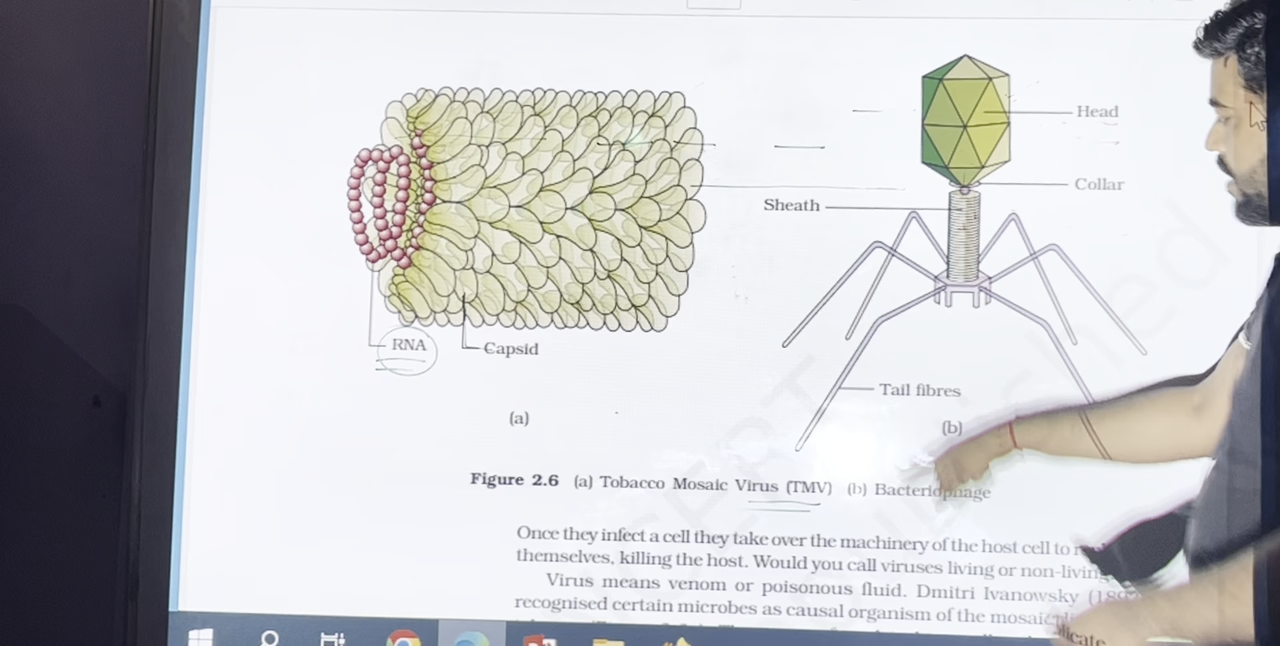 Head
Collar
Sheath
RNA
Capsid
Tail fibres
(a)
(b)
Figure 2.6 (a) Tobacco Mosaic Virus (TMV) (b) Bacteriophage
Once they infect a cell they take over the machinery of the host cell to
themselves, killing the host. Would you call viruses living or non-living
Virus means venom or poisonous fluid. Dmitri Ivanowsky
recognised certain microbes as causal organism of the mosaic